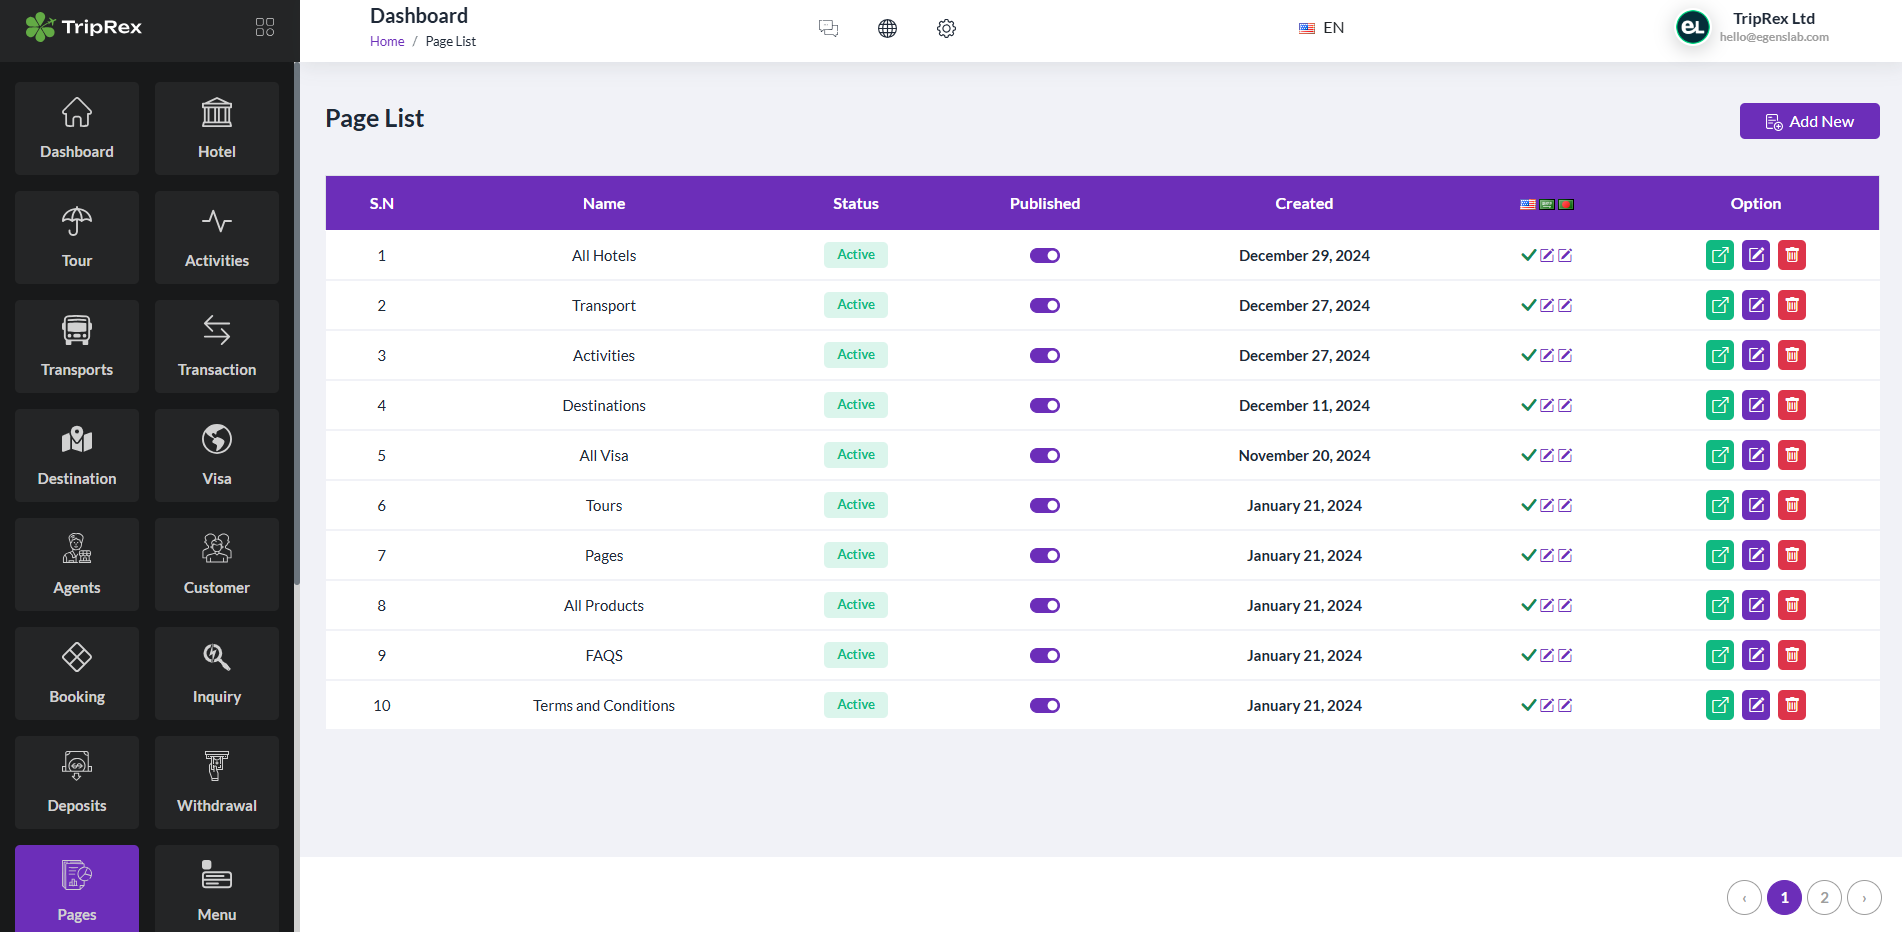 TripRex
Dashboard
Home / Page List
EN
eL
TripRex Ltd
hello@egenslab.com
Dashboard
Hotel
Tour
Activities
Transports
Transaction
Destination
Visa
Agents
Customer
Booking
Inquiry
Deposits
Withdrawal
Pages
Menu
Page List
Add New
S.N Name Status Published Created Option
1 All Hotels Active December 29, 2024
2 Transport Active December 27, 2024
3 Activities Active December 27, 2024
4 Destinations Active December 11, 2024
5 All Visa Active November 20, 2024
6 Tours Active January 21, 2024
7 Pages Active January 21, 2024
8 All Products Active January 21, 2024
9 FAQS Active January 21, 2024
10 Terms and Conditions Active January 21, 2024
‹ 1 2 ›